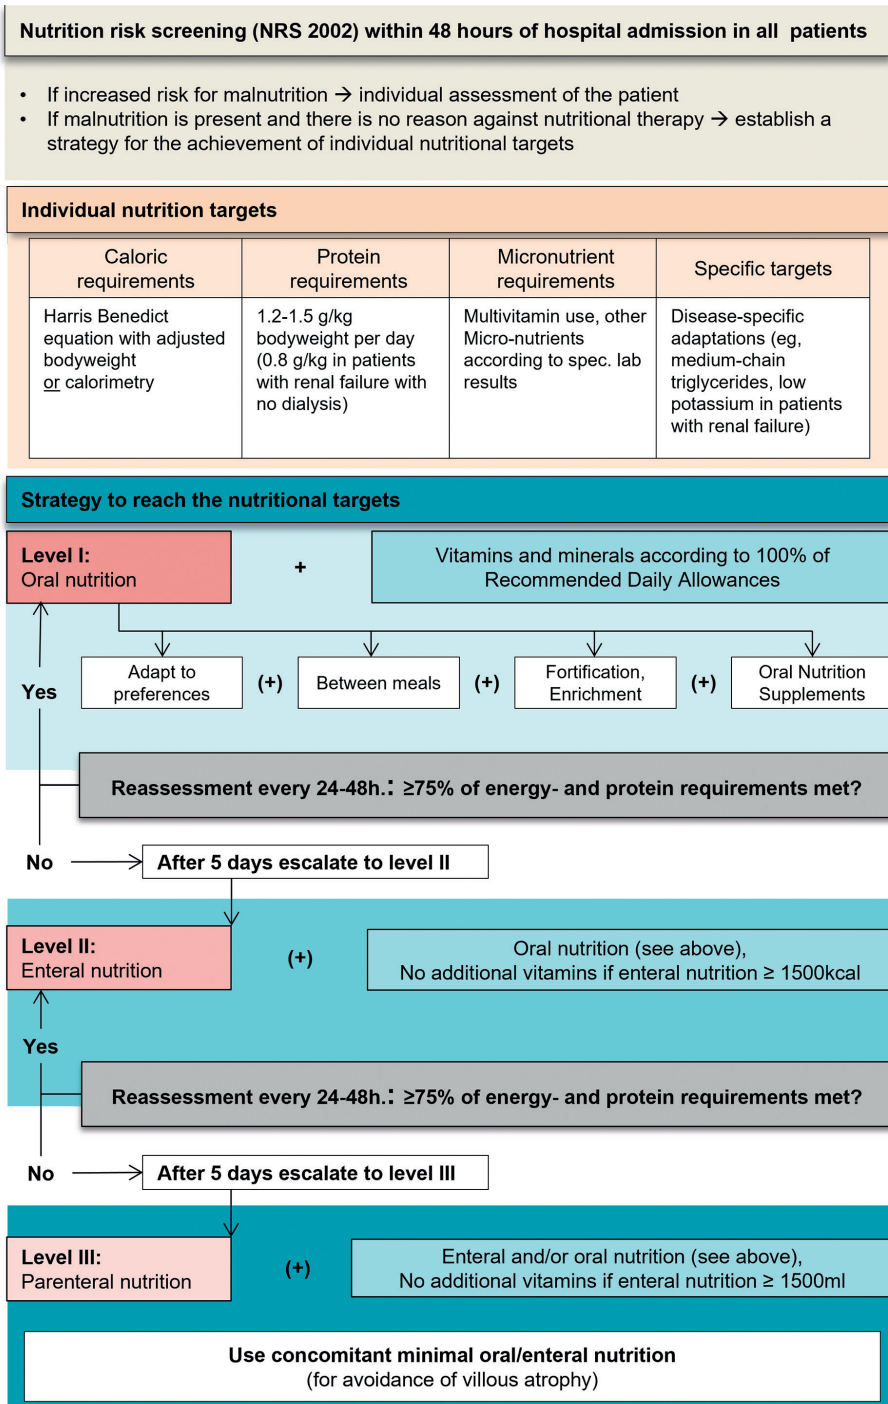 Nutrition risk screening (NRS 2002) within 48 hours of hospital admission in all patients
• If increased risk for malnutrition → individual assessment of the patient
• If malnutrition is present and there is no reason against nutritional therapy → establish a
strategy for the achievement of individual nutritional targets
Individual nutrition targets
Caloric
requirements
Protein
requirements
Micronutrient
requirements
Specific targets
Harris Benedict
equation with adjusted
bodyweight
or calorimetry
1.2-1.5 g/kg
bodyweight per day
(0.8 g/kg in patients
with renal failure with
no dialysis)
Multivitamin use, other
Micro-nutrients
according to spec. lab
results
Disease-specific
adaptations (eg,
medium-chain
triglycerides, low
potassium in patients
with renal failure)
Strategy to reach the nutritional targets
Level I:
Oral nutrition
+
Vitamins and minerals according to 100% of
Recommended Daily Allowances
Adapt to
preferences
(+)
Between meals
(+)
Fortification,
Enrichment
(+)
Oral Nutrition
Supplements
Yes
Reassessment every 24-48h.: ≥75% of energy- and protein requirements met?
No
After 5 days escalate to level II
Level II:
Enteral nutrition
(+)
Oral nutrition (see above),
No additional vitamins if enteral nutrition ≥ 1500kcal
Yes
Reassessment every 24-48h.: ≥75% of energy- and protein requirements met?
No
After 5 days escalate to level III
Level III:
Parenteral nutrition
(+)
Enteral and/or oral nutrition (see above),
No additional vitamins if enteral nutrition ≥ 1500ml
Use concomitant minimal oral/enteral nutrition
(for avoidance of villous atrophy)